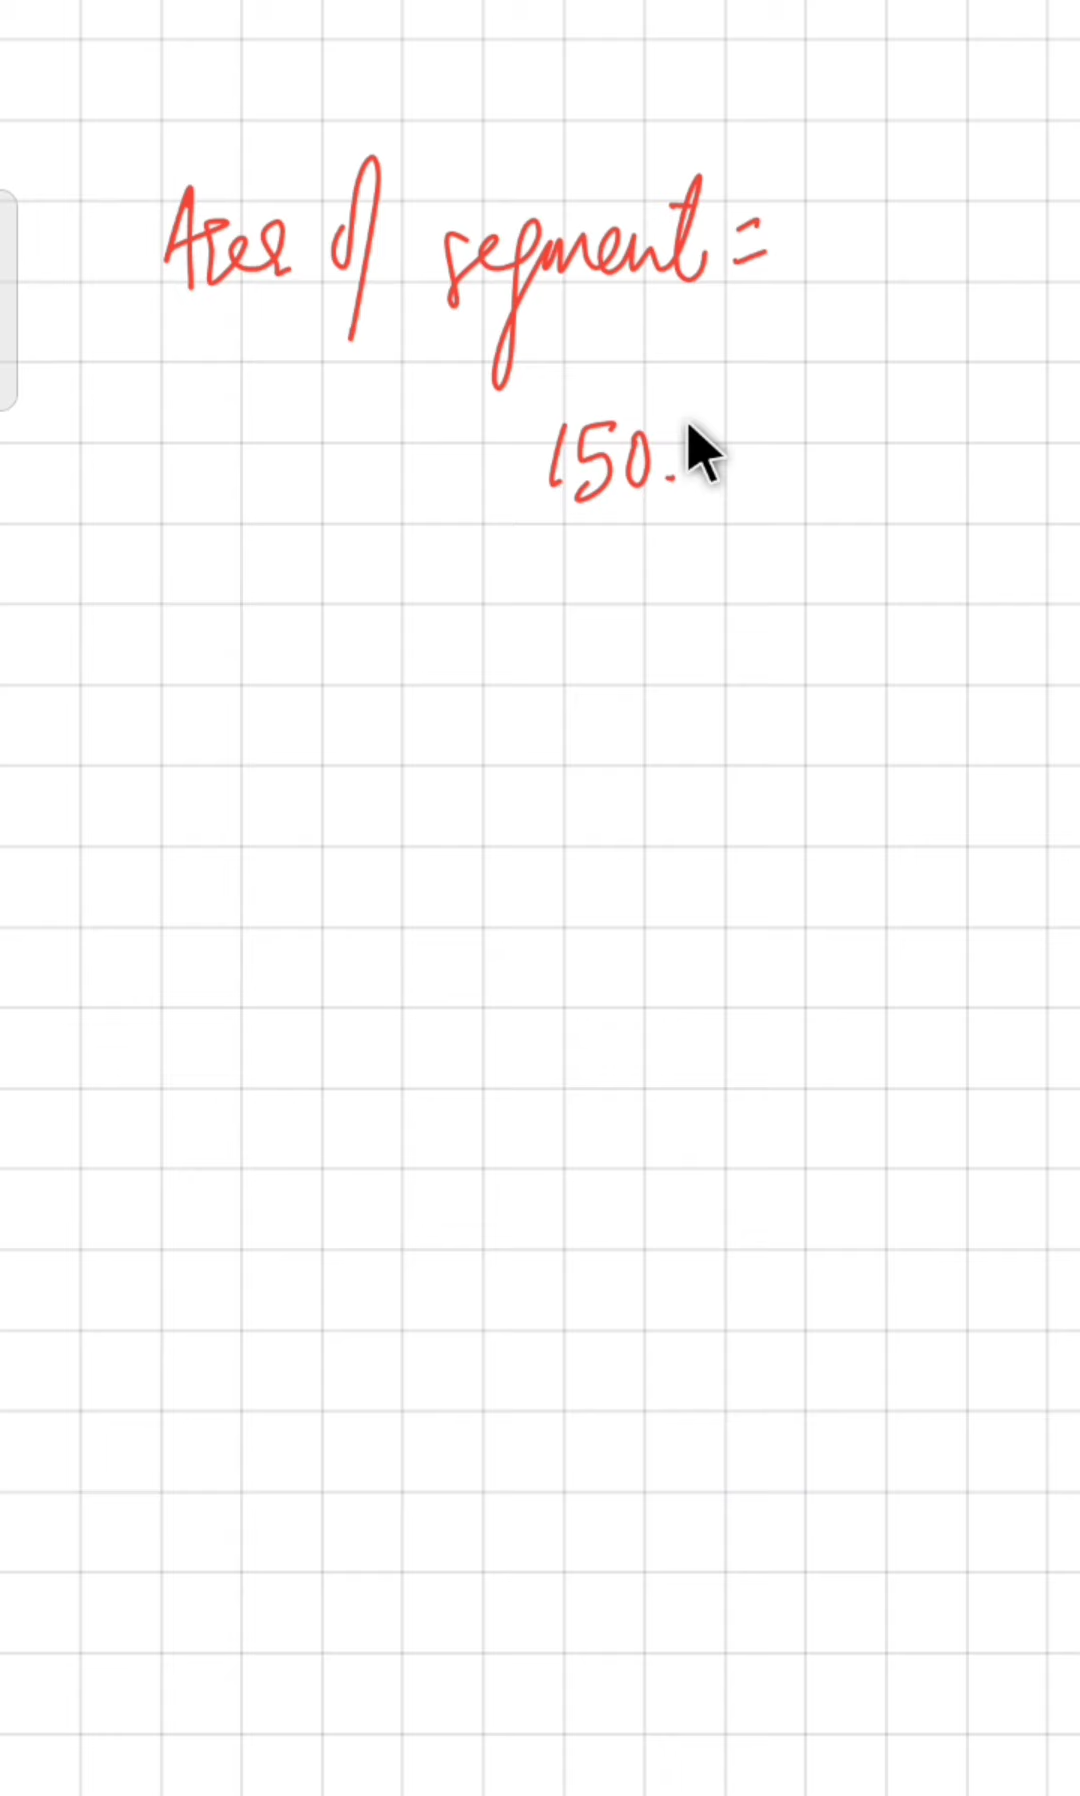 Area of segment =
150.